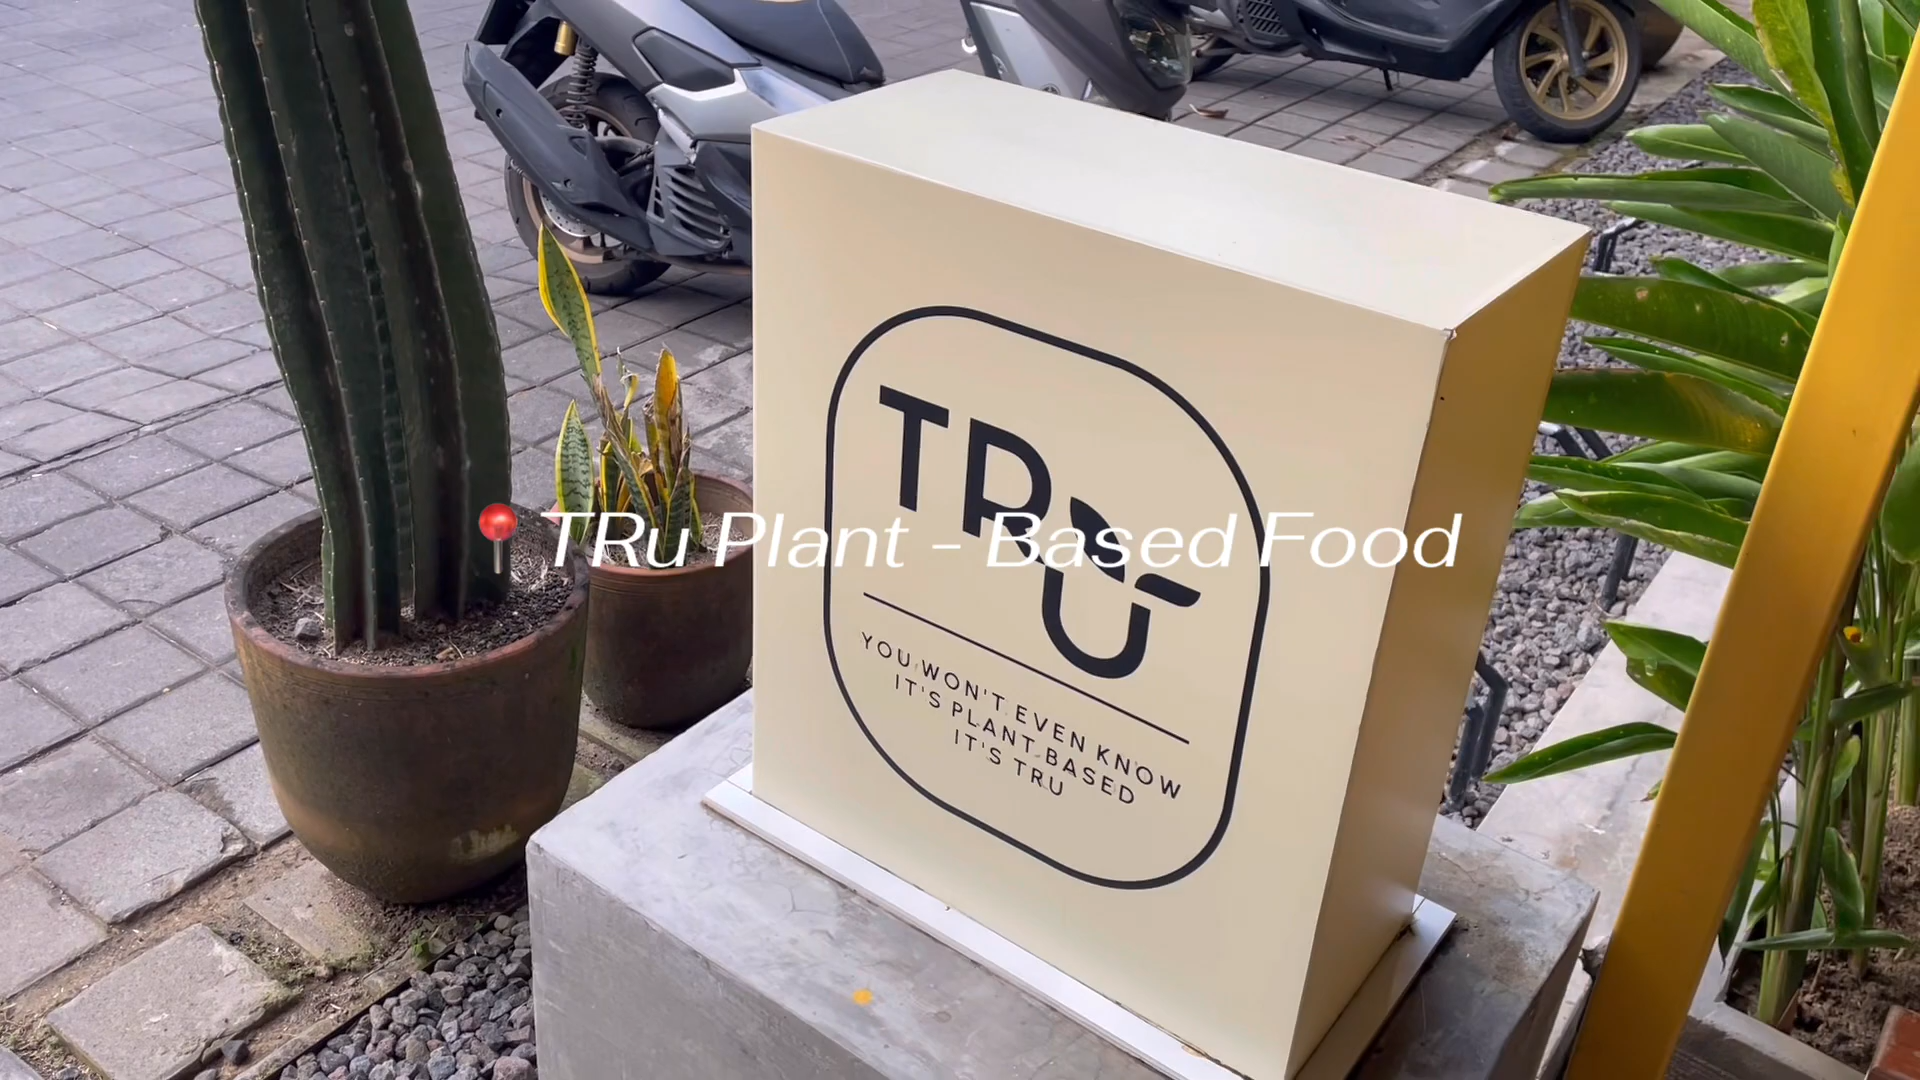 TRU
📍TRu Plant - Based Food
YOU WON'T EVEN KNOW
IT'S PLANT-BASED
IT'S TRU